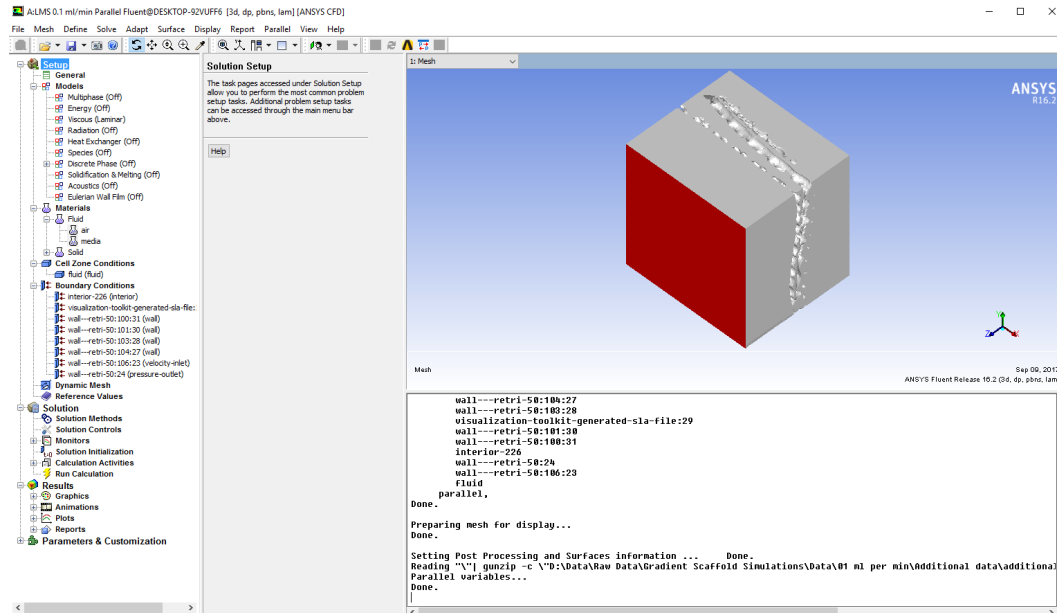 A:LMS 0.1 ml/min Parallel Fluent@DESKTOP-92VUFF6 [3d, dp, pbns, lam] [ANSYS CFD]
File Mesh Define Solve Adapt Surface Display Report Parallel View Help
Setup
General
Models
Multiphase (Off)
Energy (Off)
Viscous (Laminar)
Radiation (Off)
Heat Exchanger (Off)
Species (Off)
Discrete Phase (Off)
Solidification & Melting (Off)
Acoustics (Off)
Eulerian Wall Film (Off)
Materials
Fluid
air
media
Solid
Cell Zone Conditions
fluid (fluid)
Boundary Conditions
interior-226 (interior)
visualization-toolkit-generated-sla-file:
wall---retri-50:100:31 (wall)
wall---retri-50:101:30 (wall)
wall---retri-50:103:28 (wall)
wall---retri-50:104:27 (wall)
wall---retri-50:106:23 (velocity-inlet)
wall---retri-50:24 (pressure-outlet)
Dynamic Mesh
Reference Values
Solution
Solution Methods
Solution Controls
Monitors
Solution Initialization
Calculation Activities
Run Calculation
Results
Graphics
Animations
Plots
Reports
Parameters & Customization
Solution Setup
The task pages accessed under Solution Setup
allow you to perform the most common problem
setup tasks. Additional problem setup tasks
can be accessed through the main menu bar
above.
Help
1: Mesh
ANSYS
R16.2
Y
Z
X
Mesh
Sep 09, 2017
ANSYS Fluent Release 16.2 (3d, dp, pbns, lam
wall---retri-50:104:27
wall---retri-50:103:28
visualization-toolkit-generated-sla-file:29
wall---retri-50:101:30
wall---retri-50:100:31
interior-226
wall---retri-50:24
wall---retri-50:106:23
fluid
parallel,
Done.
Preparing mesh for display...
Done.
Setting Post Processing and Surfaces information ... Done.
Reading "\"| gunzip -c \"D:\Data\Raw Data\Gradient Scaffold Simulations\Data\01 ml per min\Additional data\additional
Parallel variables...
Done.